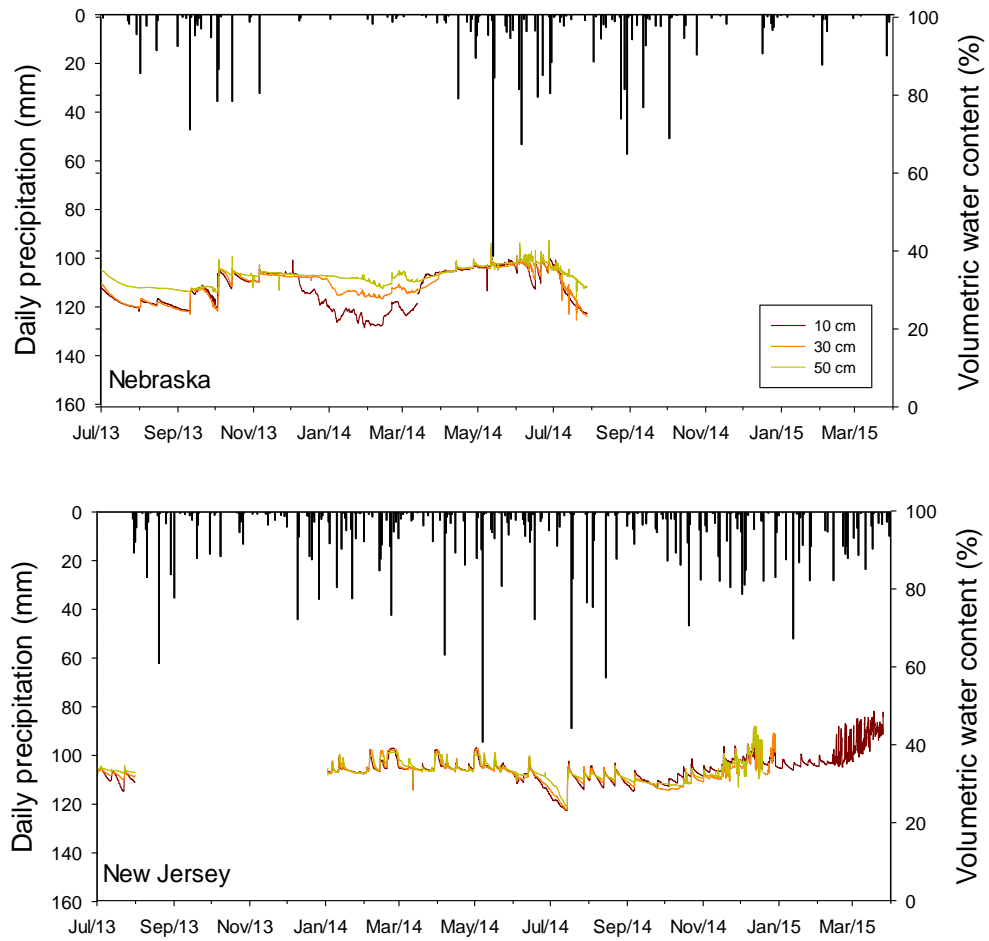 0
20
40
60
80
100
120
140
160
Daily precipitation (mm)
100
80
60
40
20
0
Volumetric water content (%)
10 cm
30 cm
50 cm
Nebraska
Jul/13 Sep/13 Nov/13 Jan/14 Mar/14 May/14 Jul/14 Sep/14 Nov/14 Jan/15 Mar/15
0
20
40
60
80
100
120
140
160
Daily precipitation (mm)
100
80
60
40
20
0
Volumetric water content (%)
New Jersey
Jul/13 Sep/13 Nov/13 Jan/14 Mar/14 May/14 Jul/14 Sep/14 Nov/14 Jan/15 Mar/15